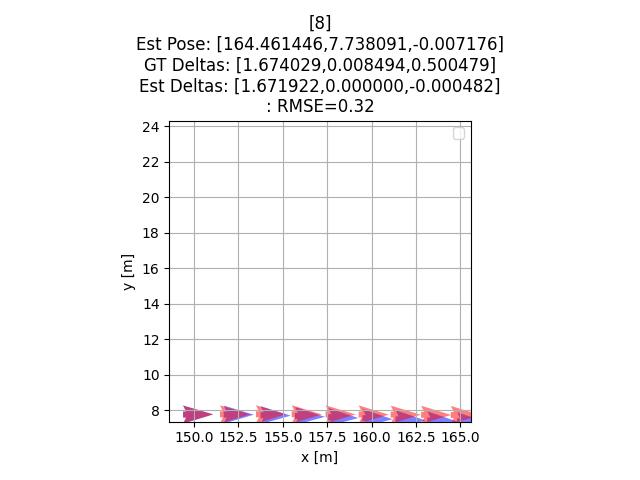 [8]
Est Pose: [164.461446,7.738091,-0.007176]
GT Deltas: [1.674029,0.008494,0.500479]
Est Deltas: [1.671922,0.000000,-0.000482]
: RMSE=0.32
24
22
20
18
16
14
12
10
8
y [m]
150.0 152.5 155.0 157.5 160.0 162.5 165.0
x [m]